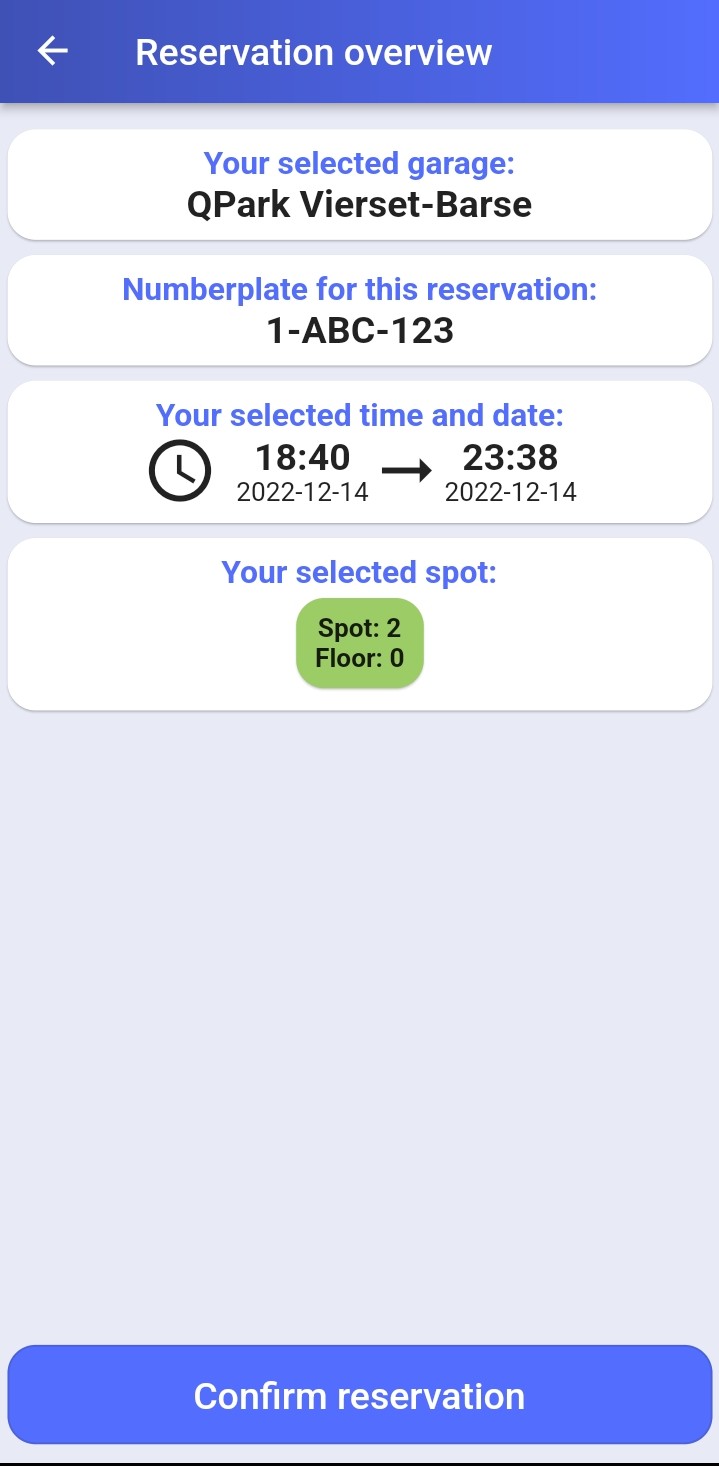 Reservation overview
Your selected garage:
QPark Vierset-Barse
Numberplate for this reservation:
1-ABC-123
Your selected time and date:
18:40 23:38
2022-12-14 2022-12-14
Your selected spot:
Spot: 2
Floor: 0
Confirm reservation